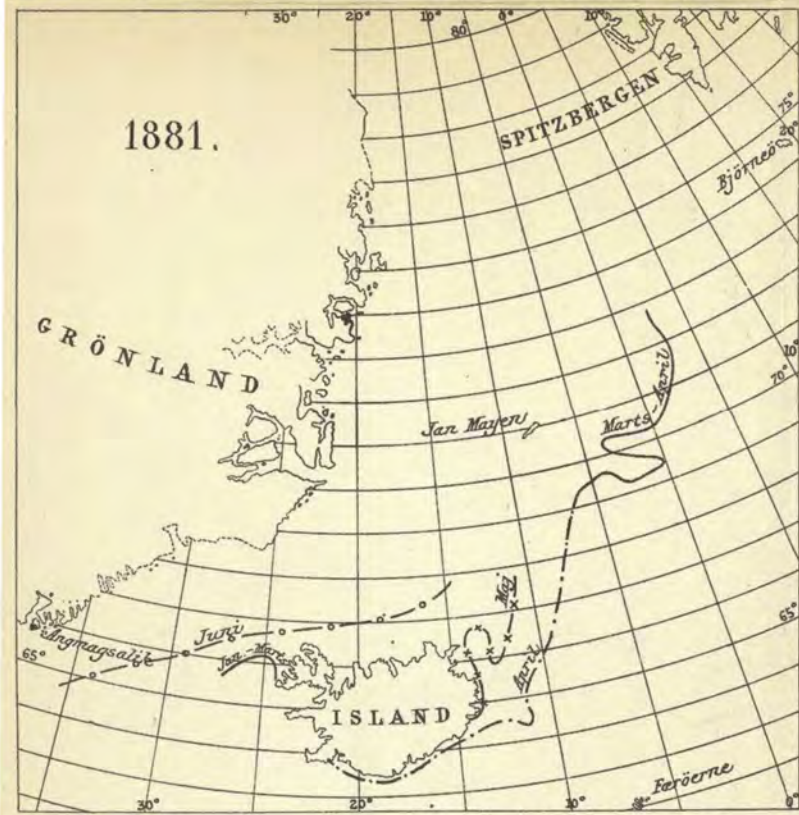 30° 20° 10° 80° 0° 10°
75°
20°
1881.
SPITZBERGEN
Björneö
GRÖNLAND
10°
70°
Jan Mayen
Marts-April
Maj
Juni
65°
Angmagsalik
65°
Jan-Marts
April
ISLAND
Færöerne
30° 20° 10° 0°